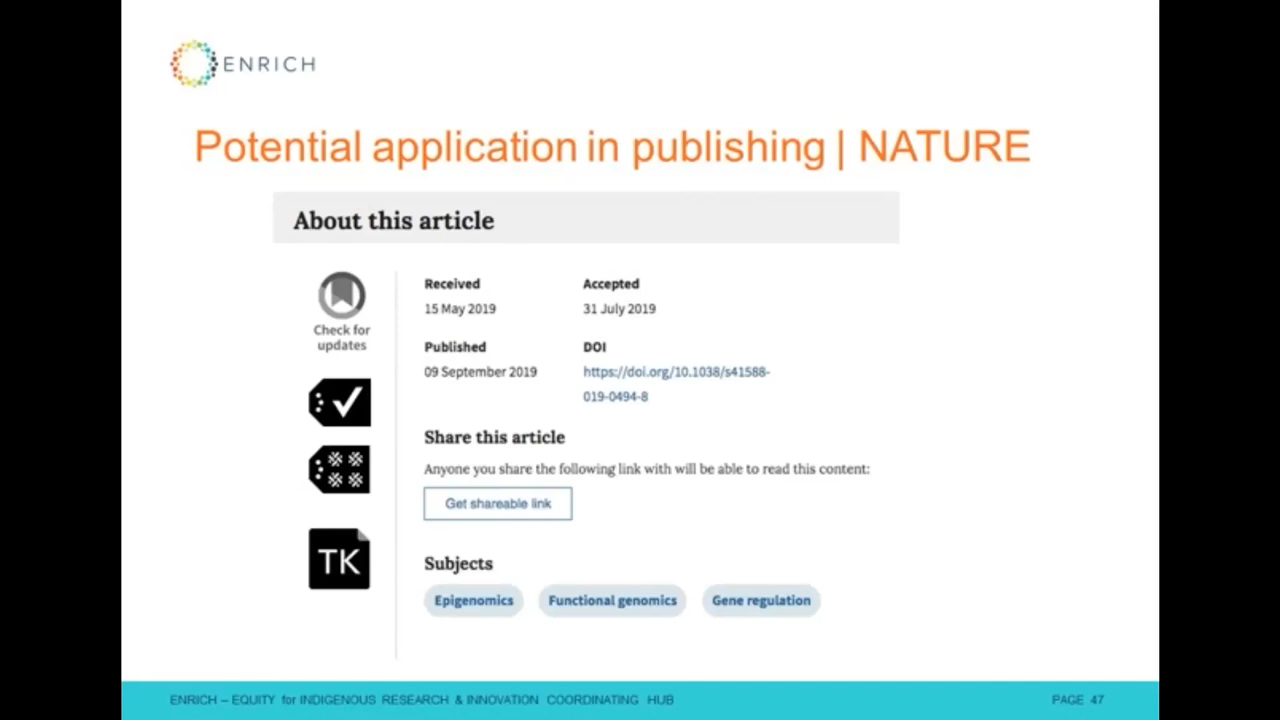 ENRICH
Potential application in publishing | NATURE
About this article
Check for
updates
TK
Received
15 May 2019
Accepted
31 July 2019
Published
09 September 2019
DOI
https://doi.org/10.1038/s41588-
019-0494-8
Share this article
Anyone you share the following link with will be able to read this content:
Get shareable link
Subjects
Epigenomics
Functional genomics
Gene regulation
ENRICH – EQUITY for INDIGENOUS RESEARCH & INNOVATION COORDINATING HUB
PAGE 47